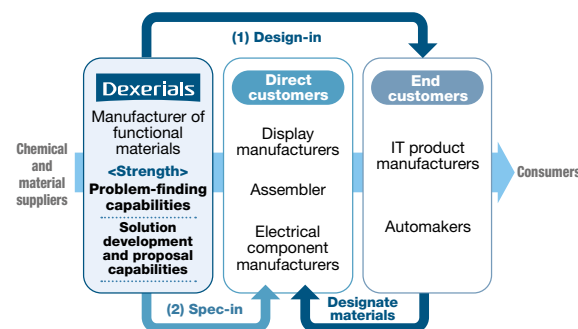 (1) Design-in
Dexerials
Manufacturer of
functional
materials
<Strength>
Problem-finding
capabilities
Solution
development
and proposal
capabilities
Direct
customers
Display
manufacturers
Assembler
Electrical
component
manufacturers
End
customers
IT product
manufacturers
Automakers
Chemical
and
material
suppliers
Consumers
(2) Spec-in
Designate
materials